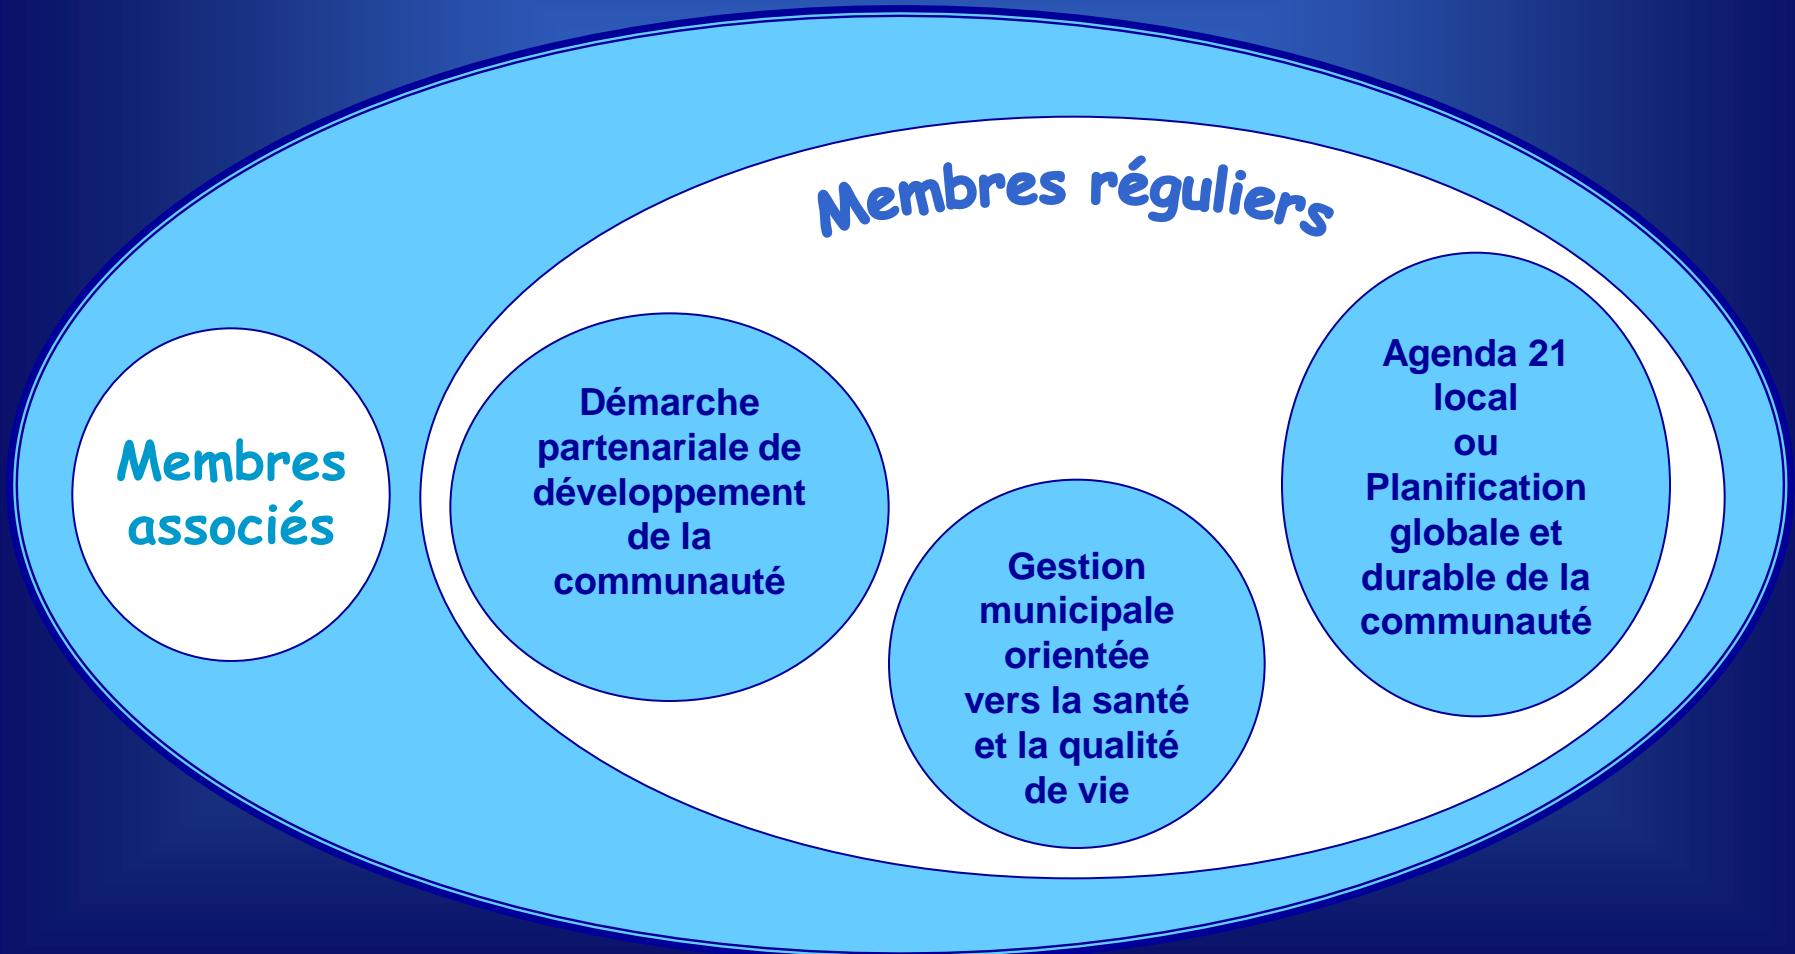 Membres réguliers
Membres
associés
Démarche
partenariale de
développement
de la
communauté
Gestion
municipale
orientée
vers la santé
et la qualité
de vie
Agenda 21
local
ou
Planification
globale et
durable de la
communauté